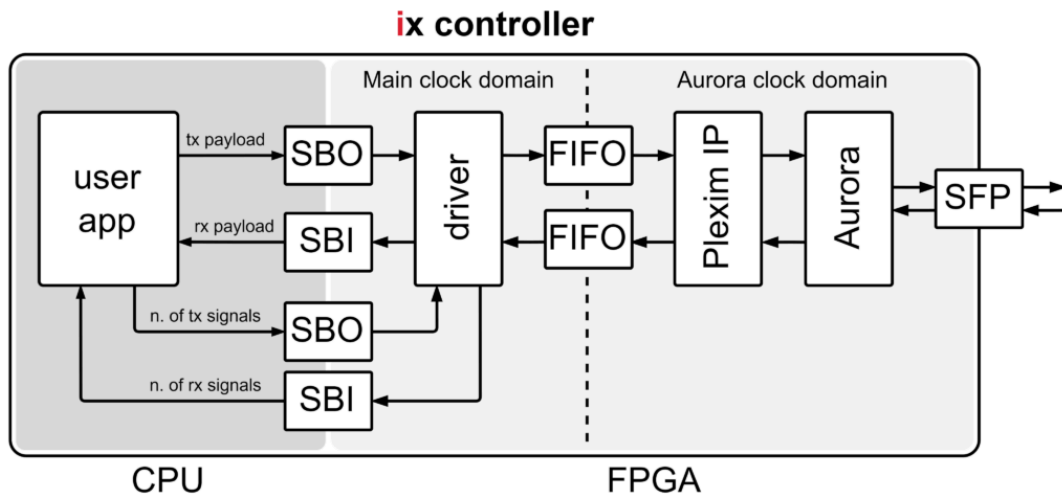 ix controller
Main clock domain
Aurora clock domain
user
app
tx payload
SBO
rx payload
SBI
n. of tx signals
SBO
n. of rx signals
SBI
driver
FIFO
FIFO
Plexim IP
Aurora
SFP
CPU
FPGA